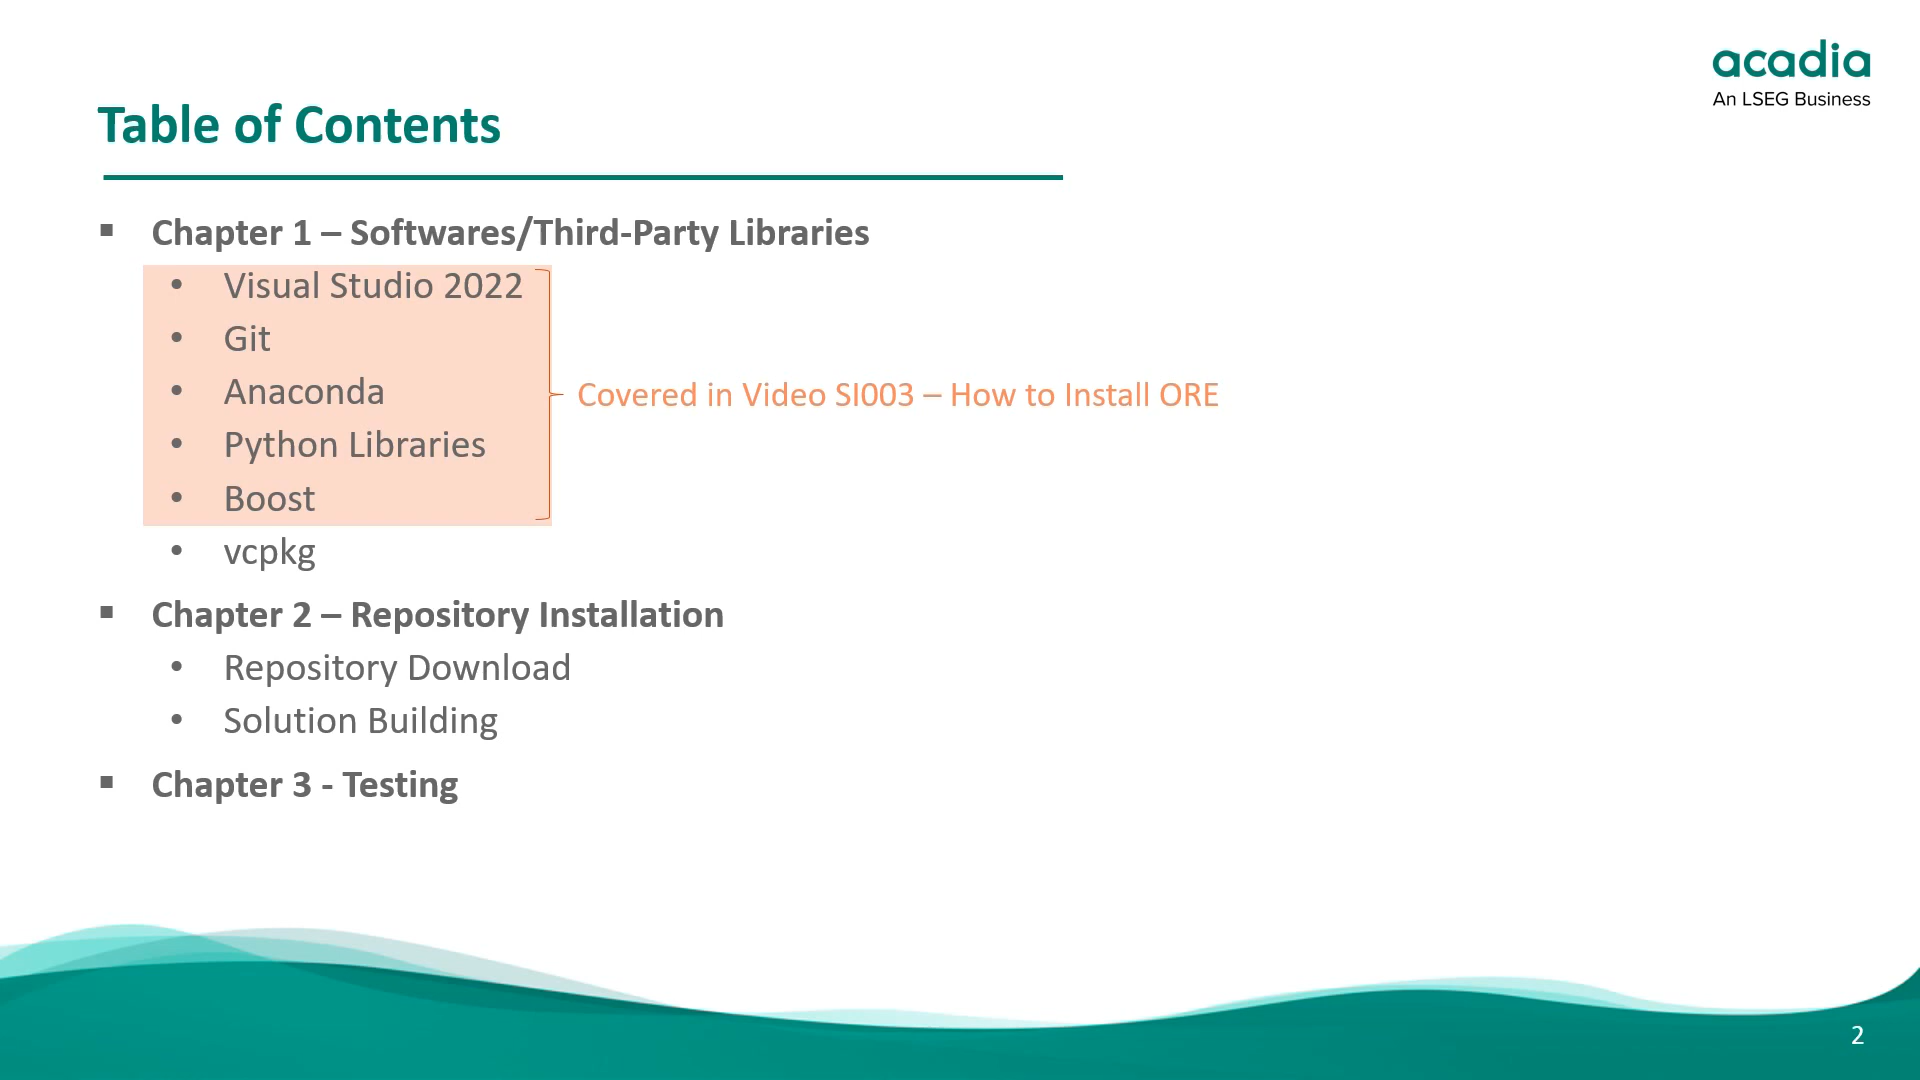 acadia
An LSEG Business
Table of Contents
▪ Chapter 1 – Softwares/Third-Party Libraries
• Visual Studio 2022
• Git
• Anaconda
• Python Libraries
• Boost
Covered in Video SI003 – How to Install ORE
• vcpkg
▪ Chapter 2 – Repository Installation
• Repository Download
• Solution Building
▪ Chapter 3 - Testing
2